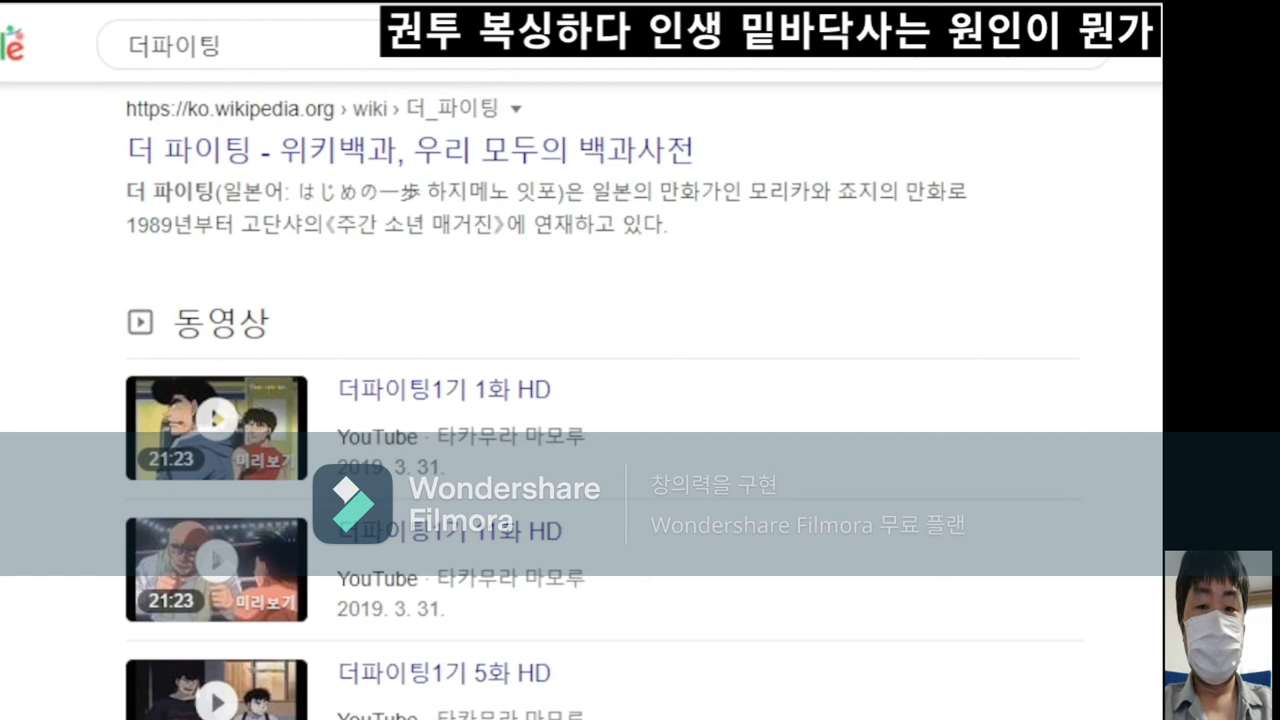 권투 복싱하다 인생 밑바닥사는 원인이 뭔가
le
더파이팅
https://ko.wikipedia.org › wiki › 더_파이팅
더 파이팅 - 위키백과, 우리 모두의 백과사전
더 파이팅(일본어: はじめの一歩 하지메노 잇포)은 일본의 만화가인 모리카와 죠지의 만화로
1989년부터 고단샤의《주간 소년 매거진》에 연재하고 있다.
동영상
더파이팅1기 1화 HD
YouTube · 타카무라 마모루
2019. 3. 31.
21:23
미리보기
Wondershare
Filmora
창의력을 구현
Wondershare Filmora 무료 플랜
더파이팅1기 11화 HD
YouTube · 타카무라 마모루
2019. 3. 31.
21:23
미리보기
더파이팅1기 5화 HD
YouTube · 타카무라 마모루